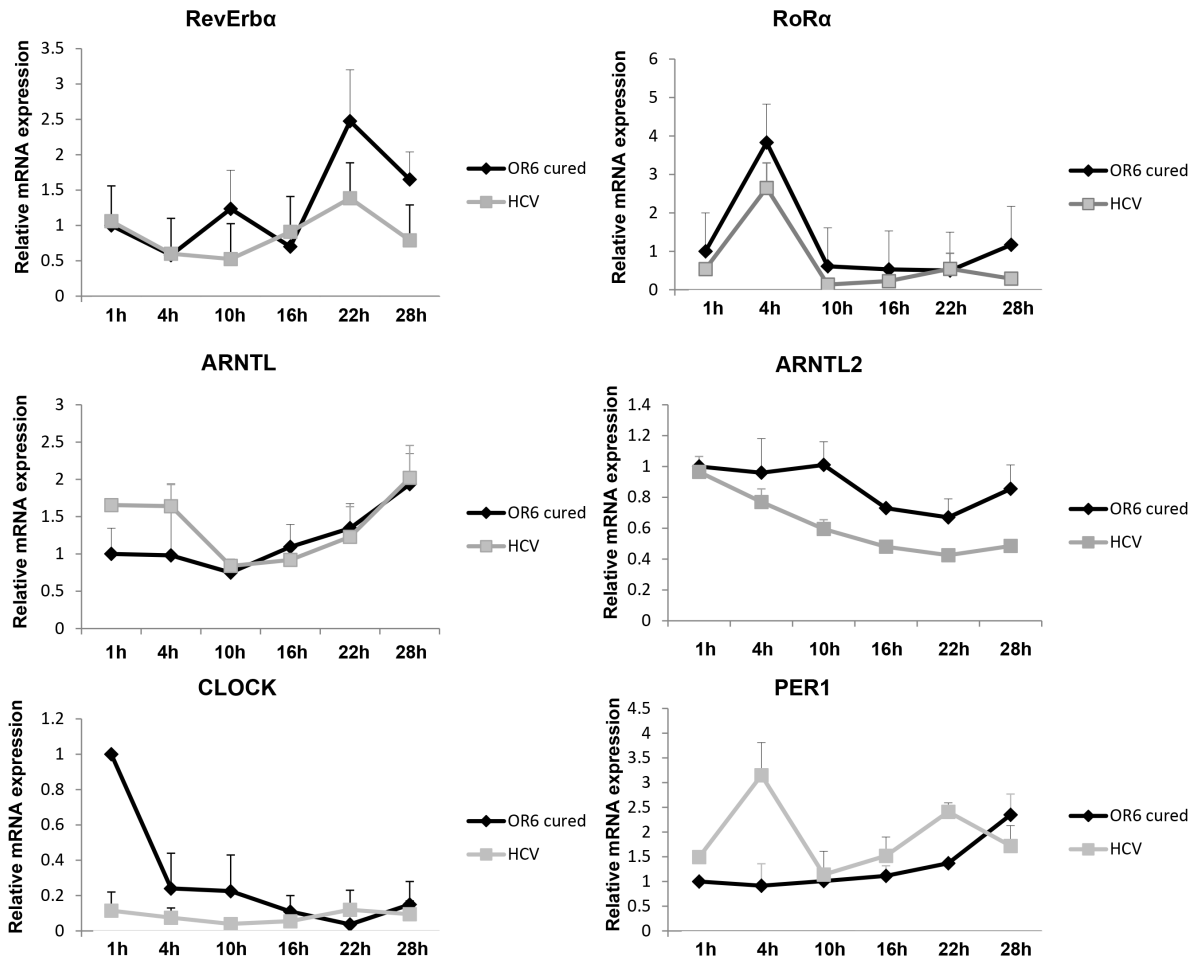 RevErbα
Relative mRNA expression
3.5
3
2.5
2
1.5
1
0.5
0
1h 4h 10h 16h 22h 28h
OR6 cured
HCV
RoRα
Relative mRNA expression
6
5
4
3
2
1
0
1h 4h 10h 16h 22h 28h
OR6 cured
HCV
ARNTL
Relative mRNA expression
3
2.5
2
1.5
1
0.5
0
1h 4h 10h 16h 22h 28h
OR6 cured
HCV
ARNTL2
Relative mRNA expression
1.4
1.2
1
0.8
0.6
0.4
0.2
0
1h 4h 10h 16h 22h 28h
OR6 cured
HCV
CLOCK
Relative mRNA expression
1.2
1
0.8
0.6
0.4
0.2
0
1h 4h 10h 16h 22h 28h
OR6 cured
HCV
PER1
Relative mRNA expression
4.5
4
3.5
3
2.5
2
1.5
1
0.5
0
1h 4h 10h 16h 22h 28h
OR6 cured
HCV